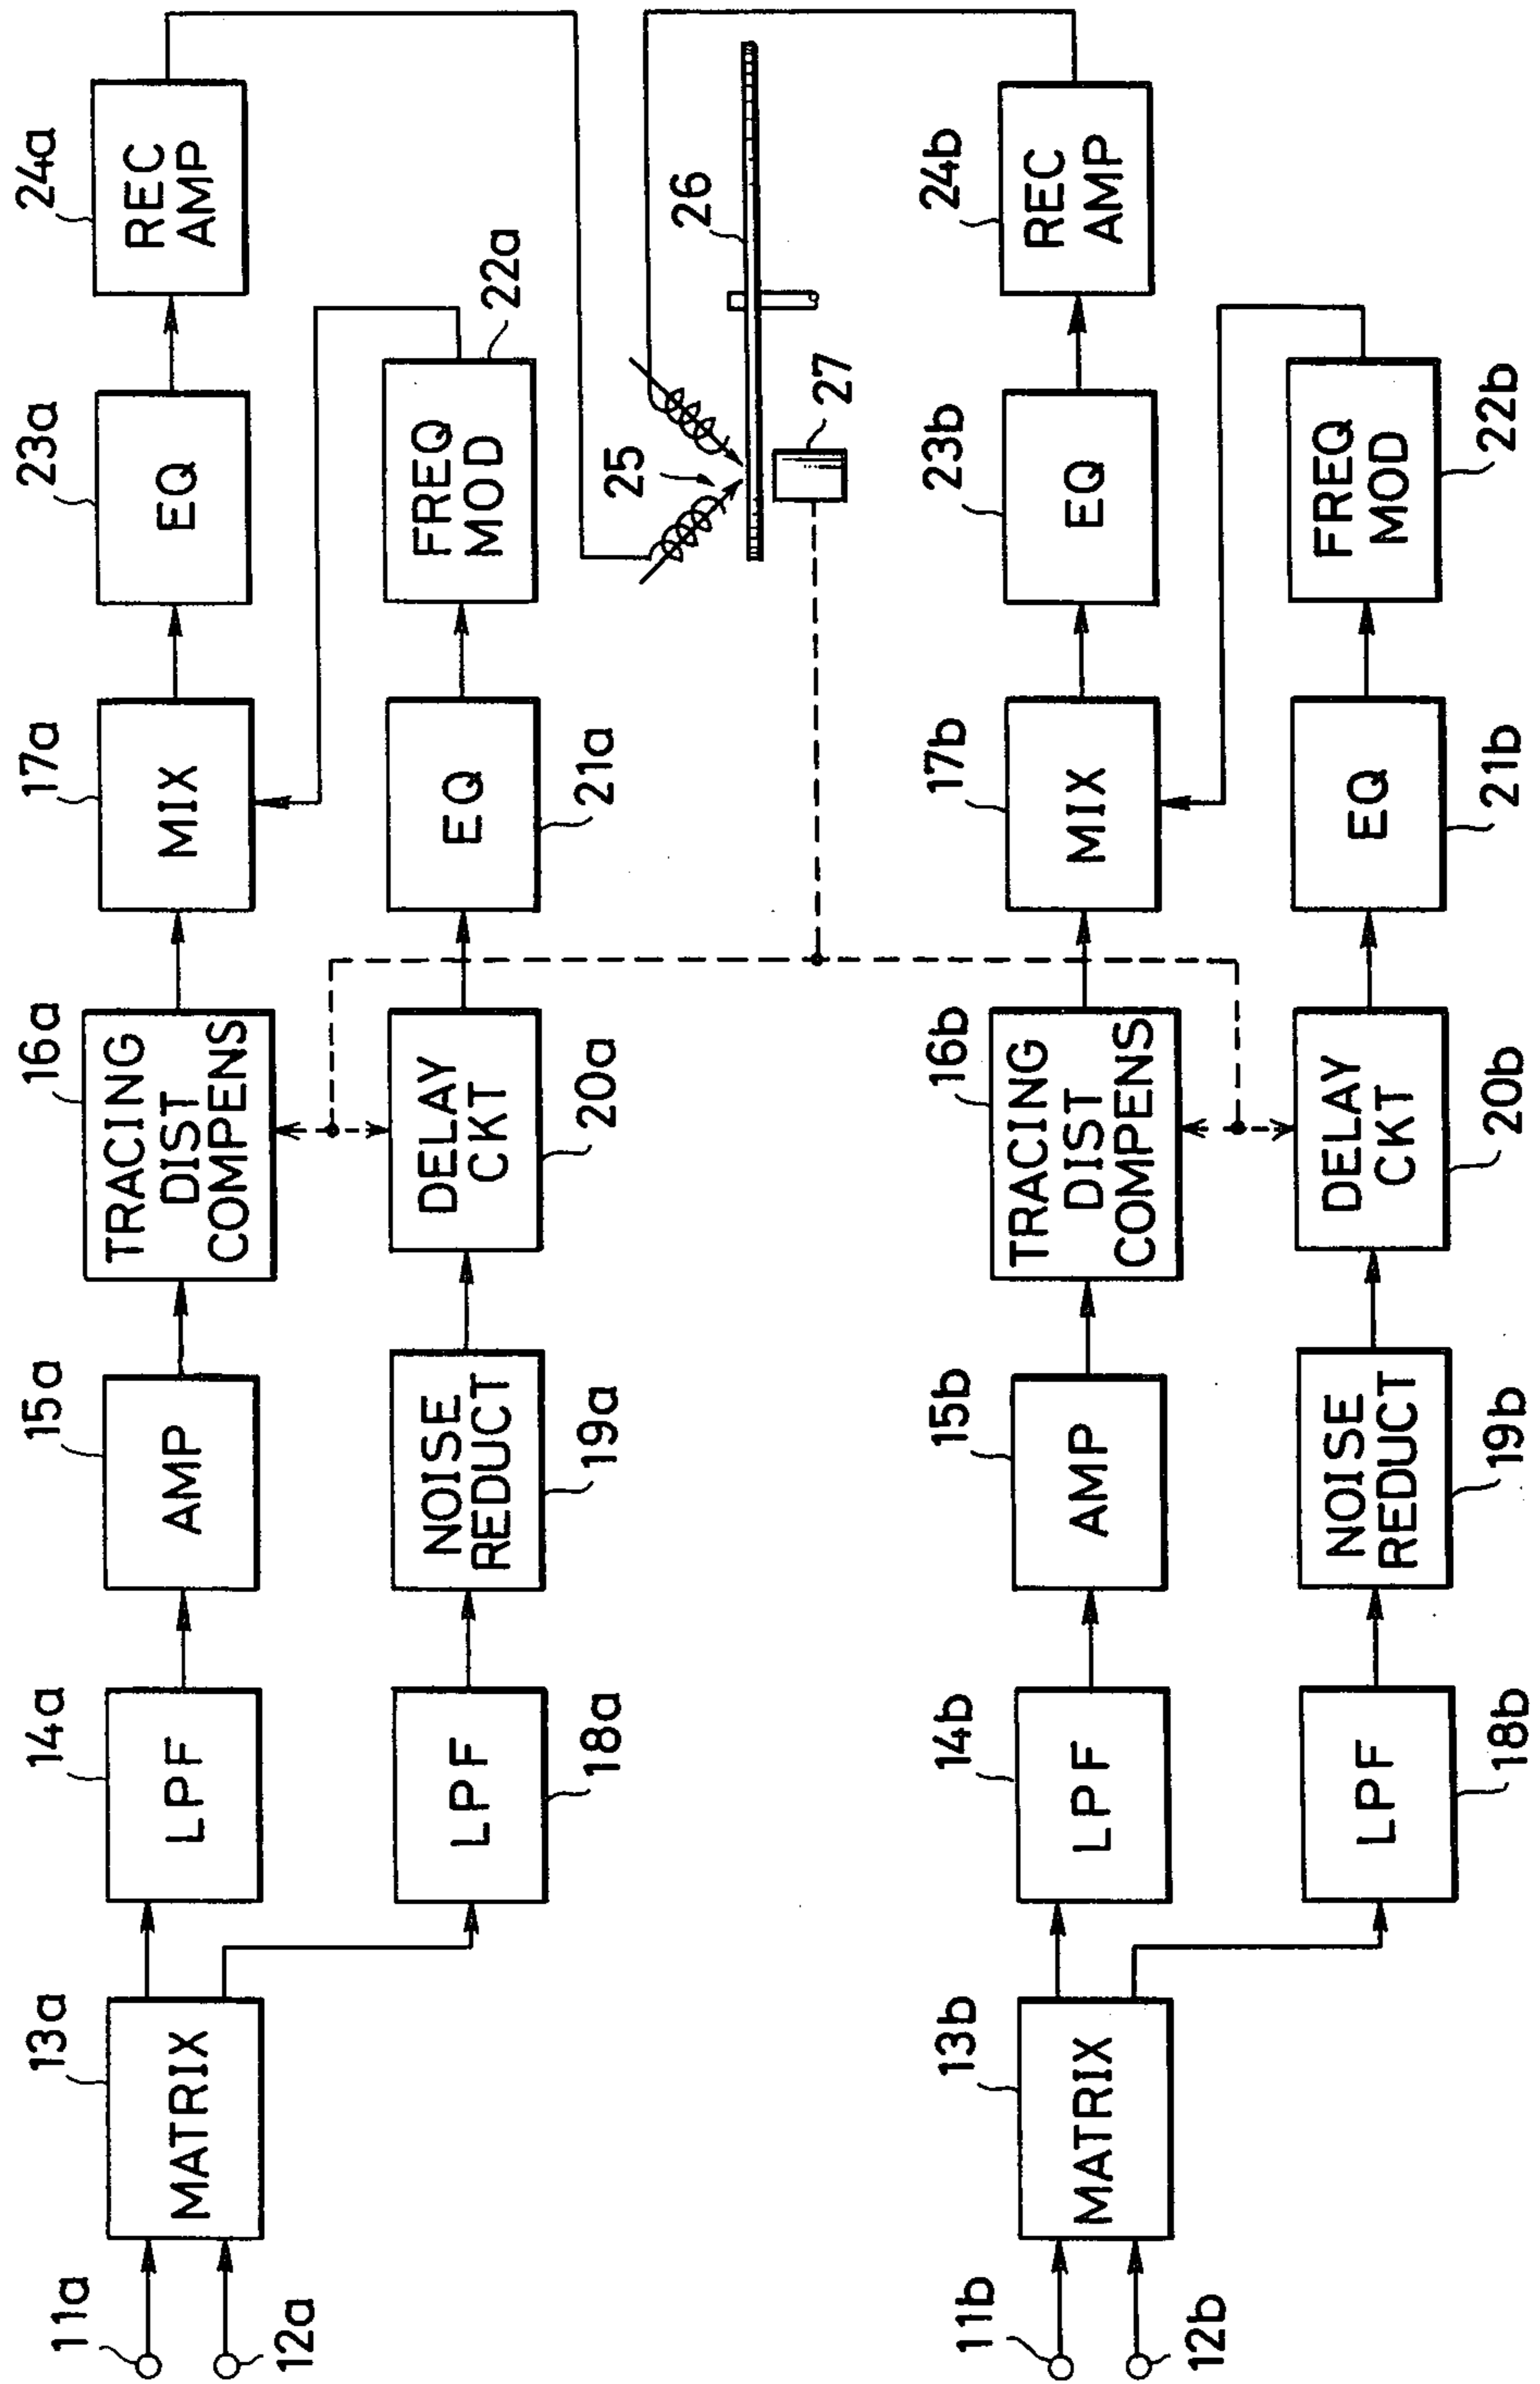 11a
12a
13a
MATRIX
14a
LPF
15a
AMP
16a
TRACING
DIST
COMPENS
17a
MIX
23a
EQ
24a
REC
AMP
LPF
18a
NOISE
REDUCT
19a
DELAY
CKT
20a
EQ
21a
FREQ
MOD
22a
25
26
27
11b
12b
13b
MATRIX
14b
LPF
15b
AMP
16b
TRACING
DIST
COMPENS
17b
MIX
23b
EQ
24b
REC
AMP
LPF
18b
NOISE
REDUCT
19b
DELAY
CKT
20b
EQ
21b
FREQ
MOD
22b